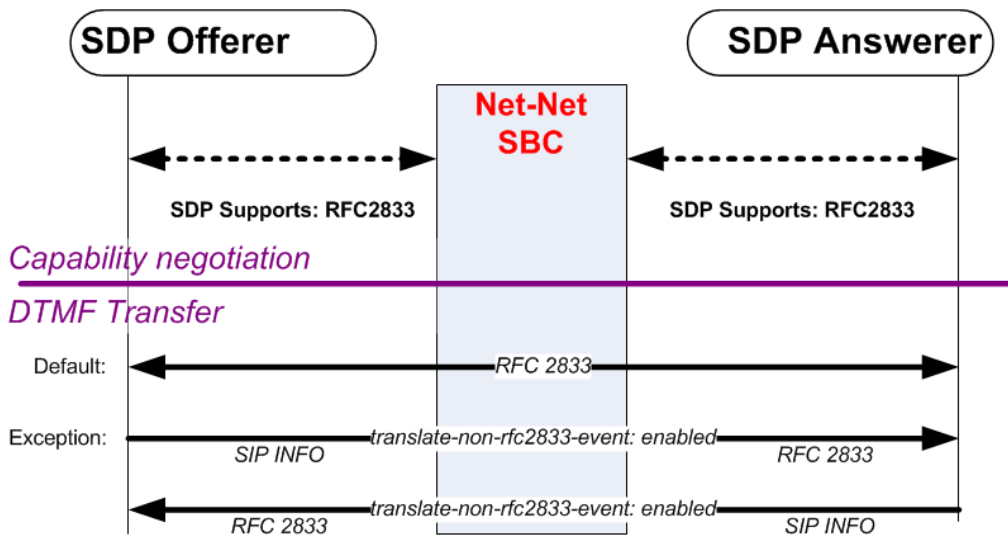 SDP Offerer
SDP Answerer
Net-Net
SBC
SDP Supports: RFC2833
SDP Supports: RFC2833
Capability negotiation
DTMF Transfer
Default:
RFC 2833
Exception:
translate-non-rfc2833-event: enabled
SIP INFO
RFC 2833
translate-non-rfc2833-event: enabled
RFC 2833
SIP INFO